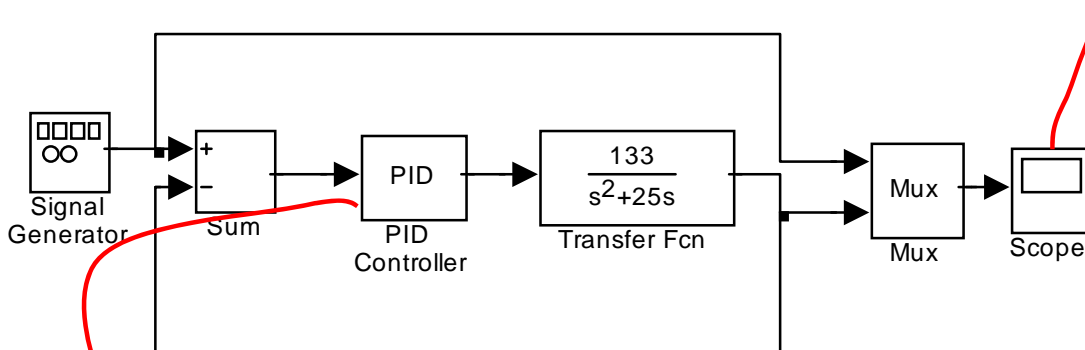 +
−
Signal
Generator
Sum
PID
PID
Controller
133
s2+25s
Transfer Fcn
Mux
Mux
Scope